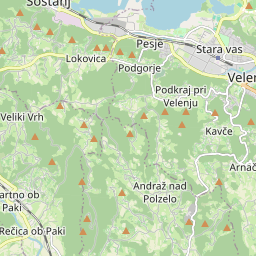 Šoštanj
Pesje
Stara vas
Lokovica
Podgorje
Velen
Podkraj pri
Velenju
Veliki Vrh
Kavče
Arnač
Andraž nad
Polzelo
artno ob
Paki
Rečica ob Paki